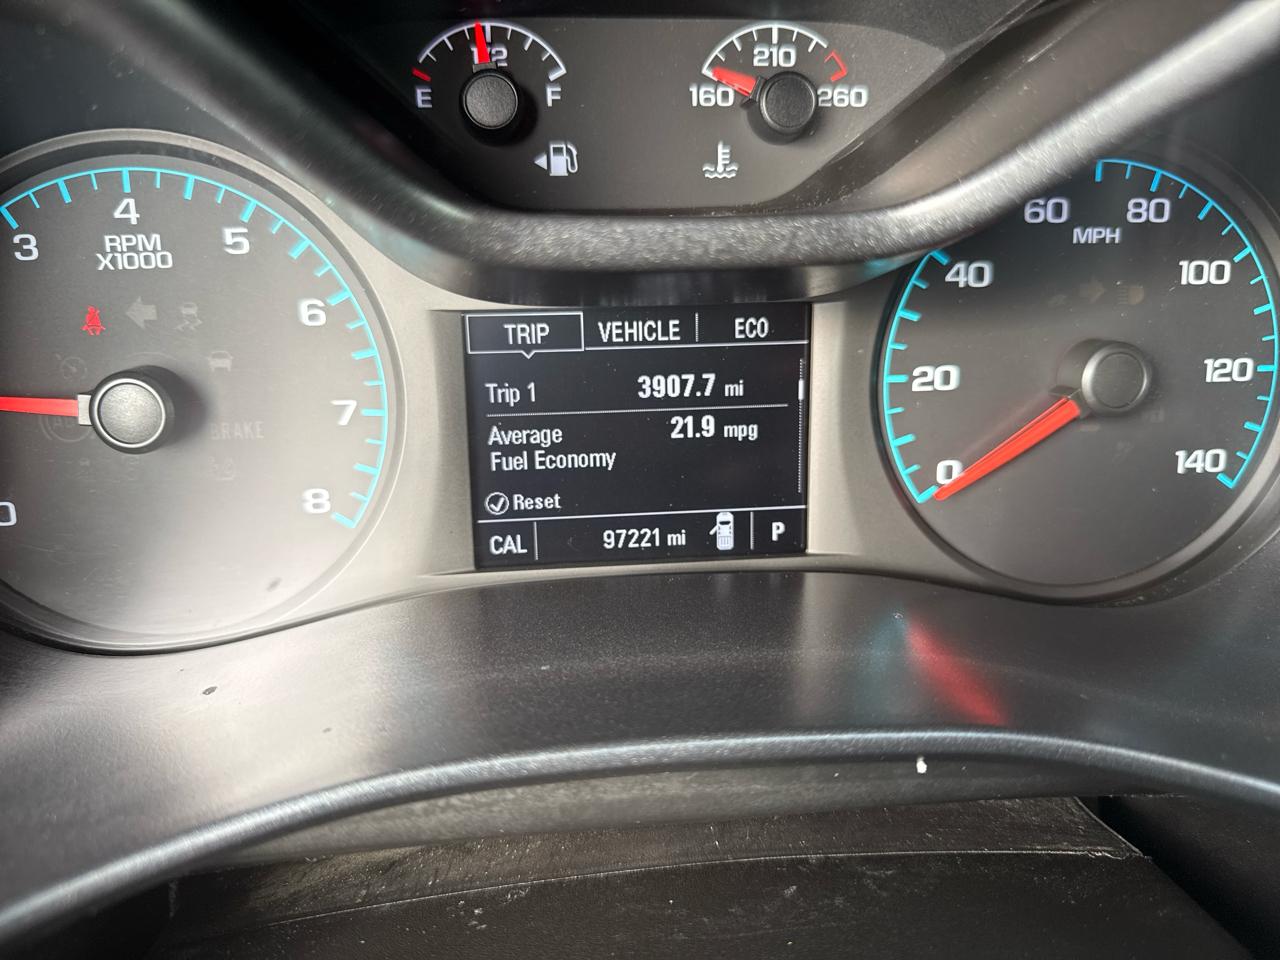 1/2
E F
210
160 260
3 4 5 6 7 8
RPM
X1000
BRAKE
0
TRIP VEHICLE ECO
Trip 1 3907.7 mi
Average 21.9 mpg
Fuel Economy
Reset
CAL 97221 mi P
0 20 40 60 80 100 120 140
MPH